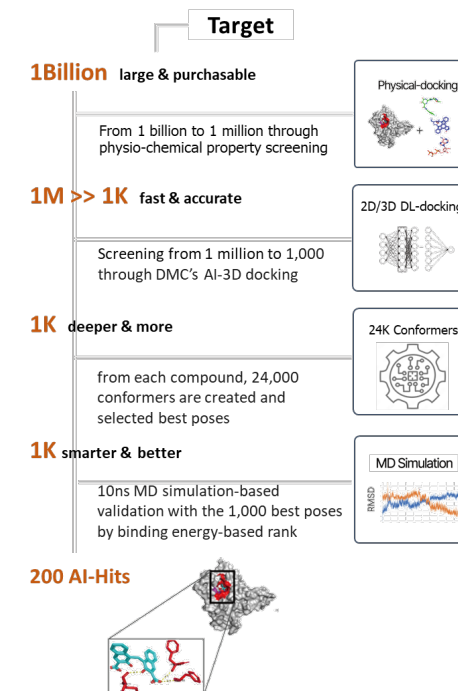 Target
1Billion large & purchasable
Physical-docking
From 1 billion to 1 million through
physio-chemical property screening
1M >> 1K fast & accurate
2D/3D DL-docking
Screening from 1 million to 1,000
through DMC's AI-3D docking
1K deeper & more
24K Conformers
from each compound, 24,000
conformers are created and
selected best poses
1K smarter & better
MD Simulation
RMSD
10ns MD simulation-based
validation with the 1,000 best poses
by binding energy-based rank
200 AI-Hits